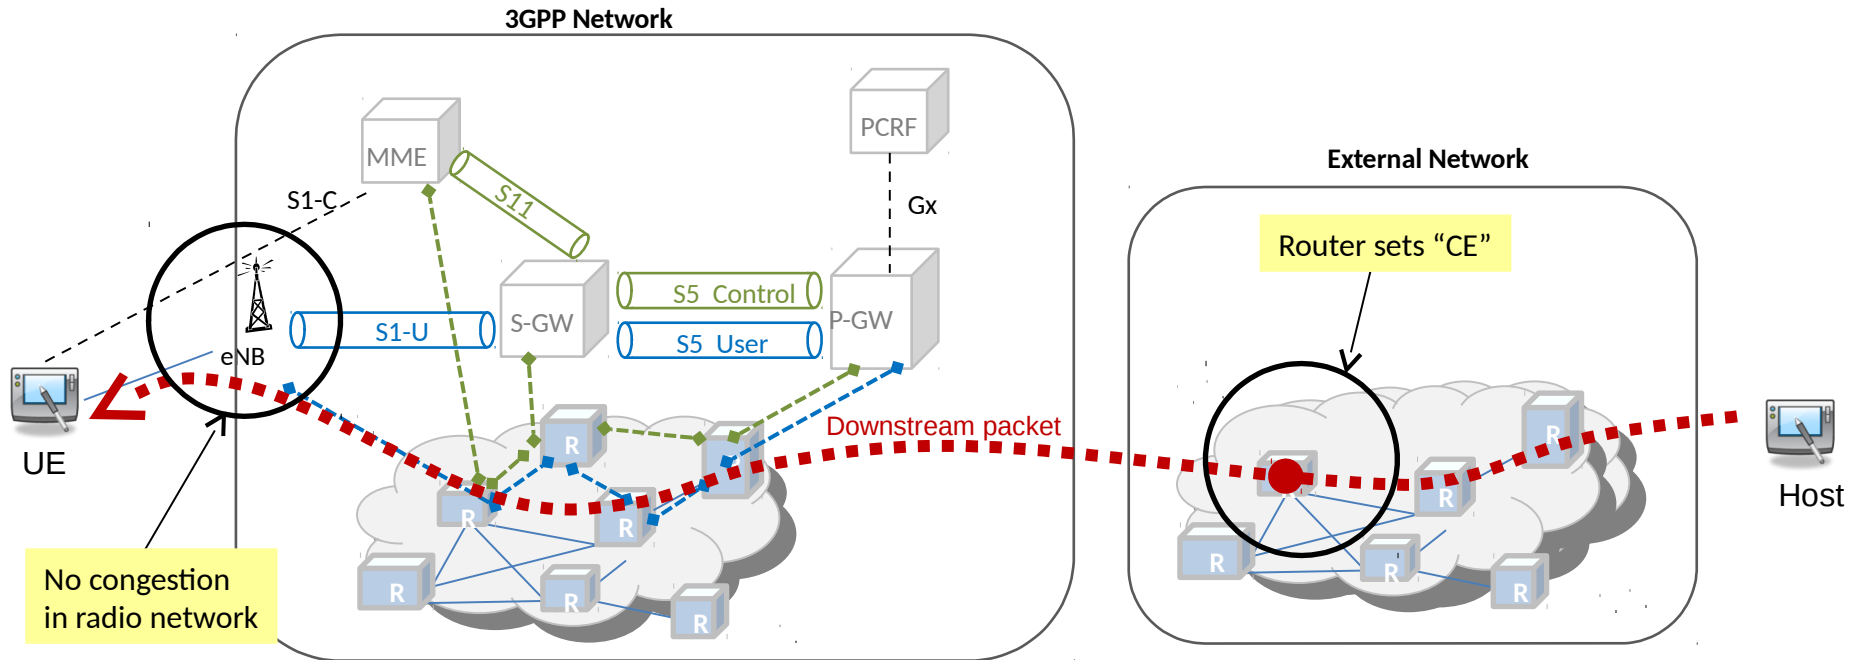 3GPP Network
PCRF
MME
External Network
S1-C
S11
Gx
Router sets “CE”
S5 Control
S-GW
P-GW
S1-U
S5 User
eNB
Downstream packet
UE
R
R
R
R
R
R
Host
R
R
R
R
R
No congestion
in radio network